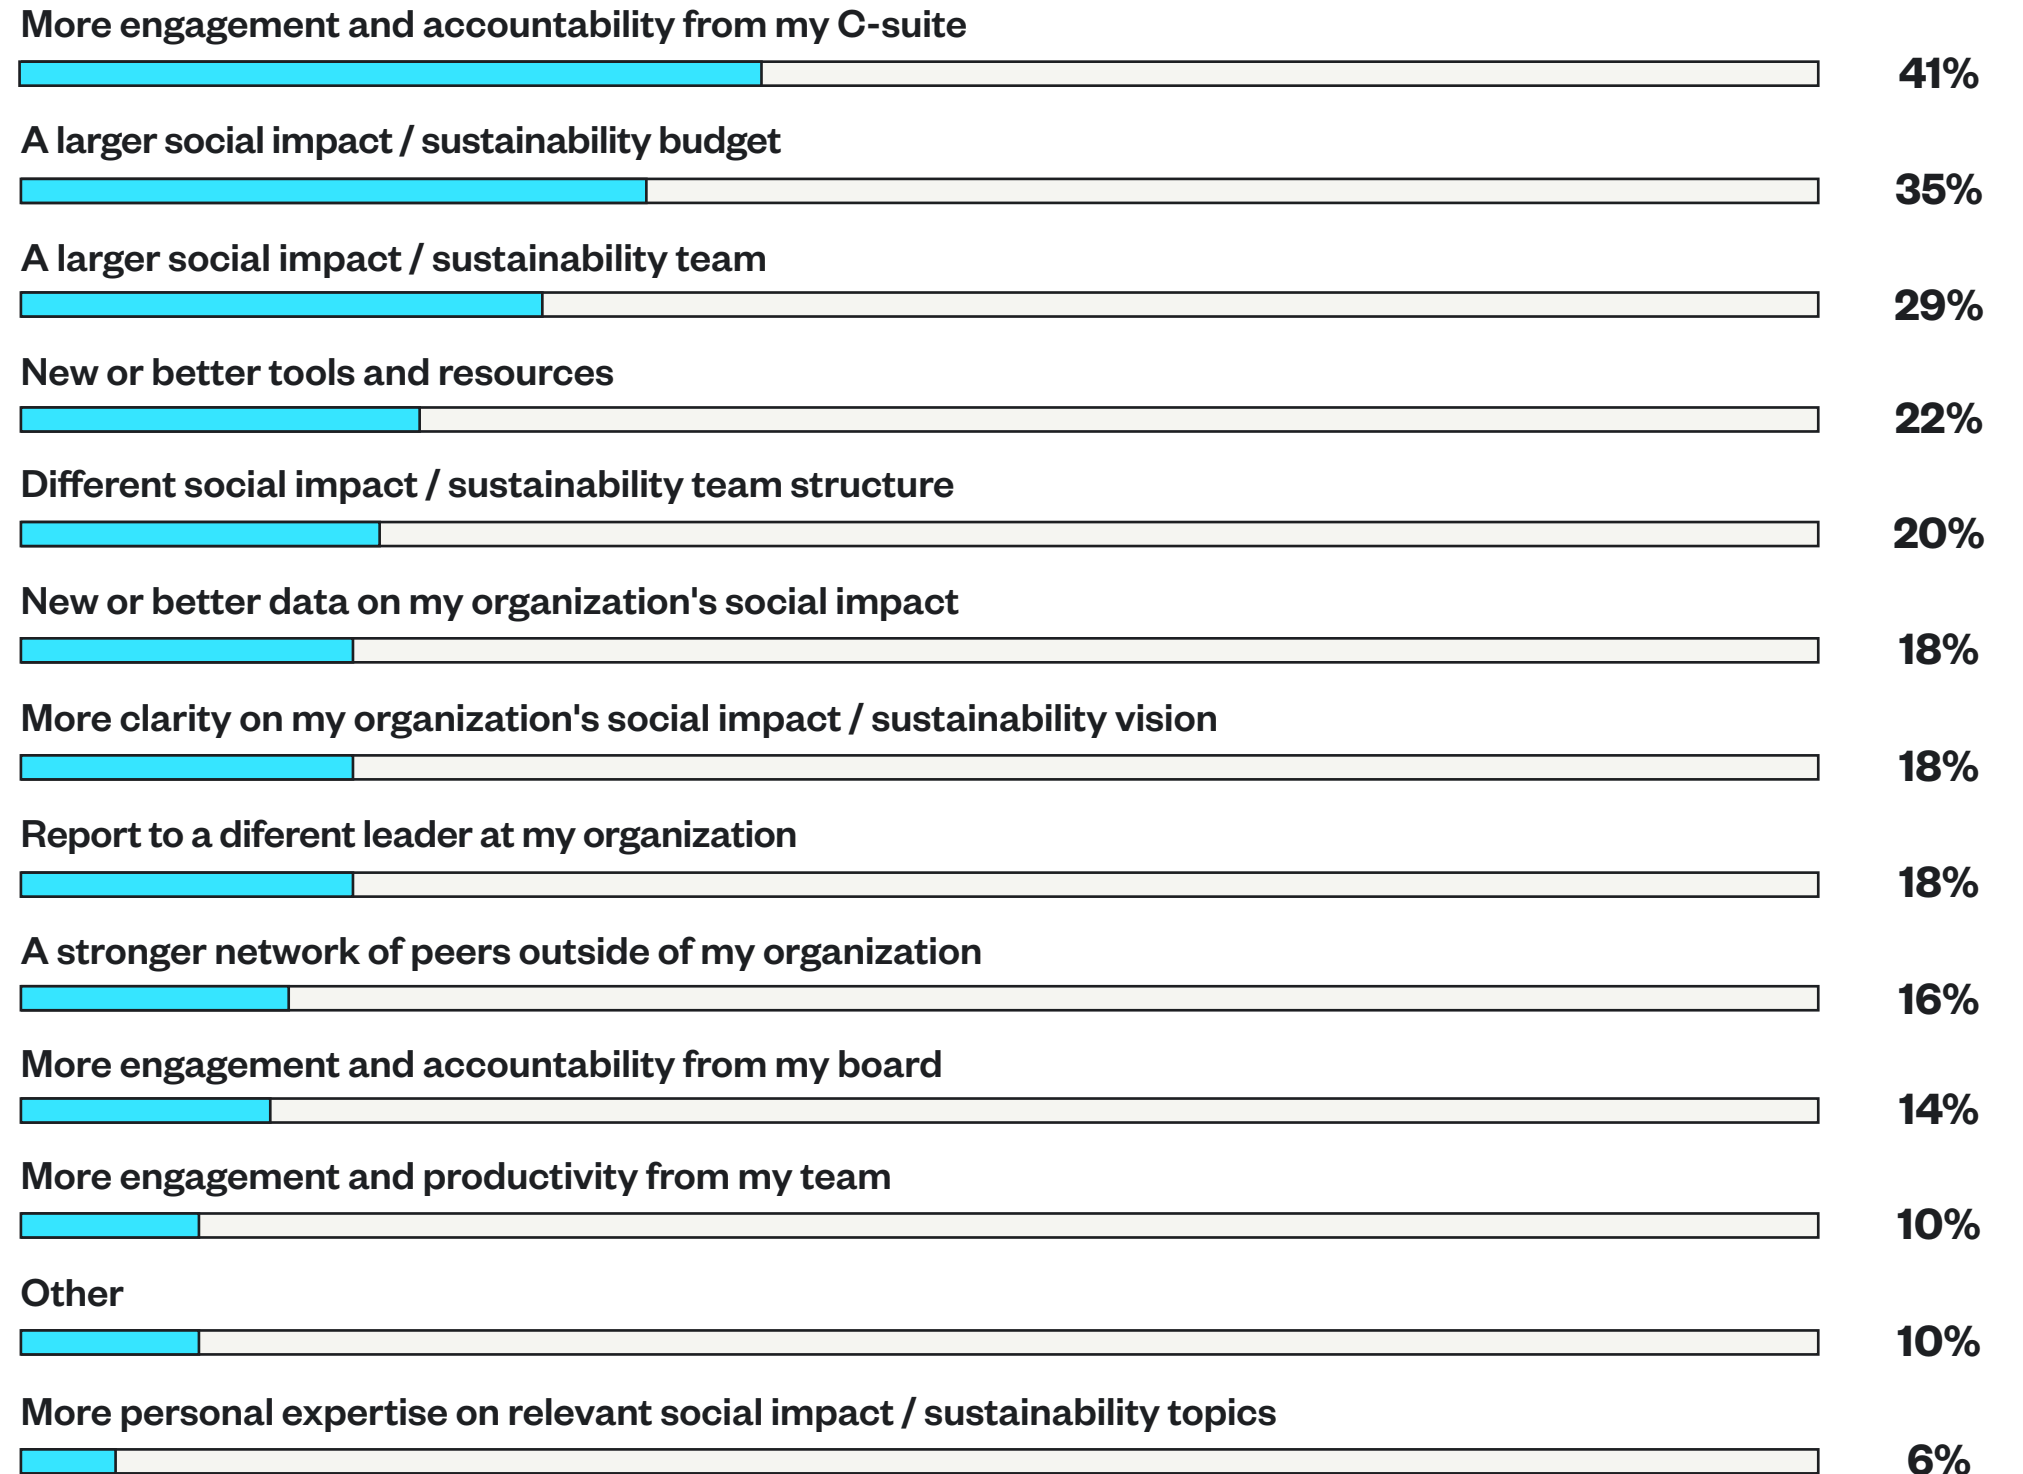 More engagement and accountability from my C-suite
41%
A larger social impact / sustainability budget
35%
A larger social impact / sustainability team
29%
New or better tools and resources
22%
Different social impact / sustainability team structure
20%
New or better data on my organization's social impact
18%
More clarity on my organization's social impact / sustainability vision
18%
Report to a diferent leader at my organization
18%
A stronger network of peers outside of my organization
16%
More engagement and accountability from my board
14%
More engagement and productivity from my team
10%
Other
10%
More personal expertise on relevant social impact / sustainability topics
6%